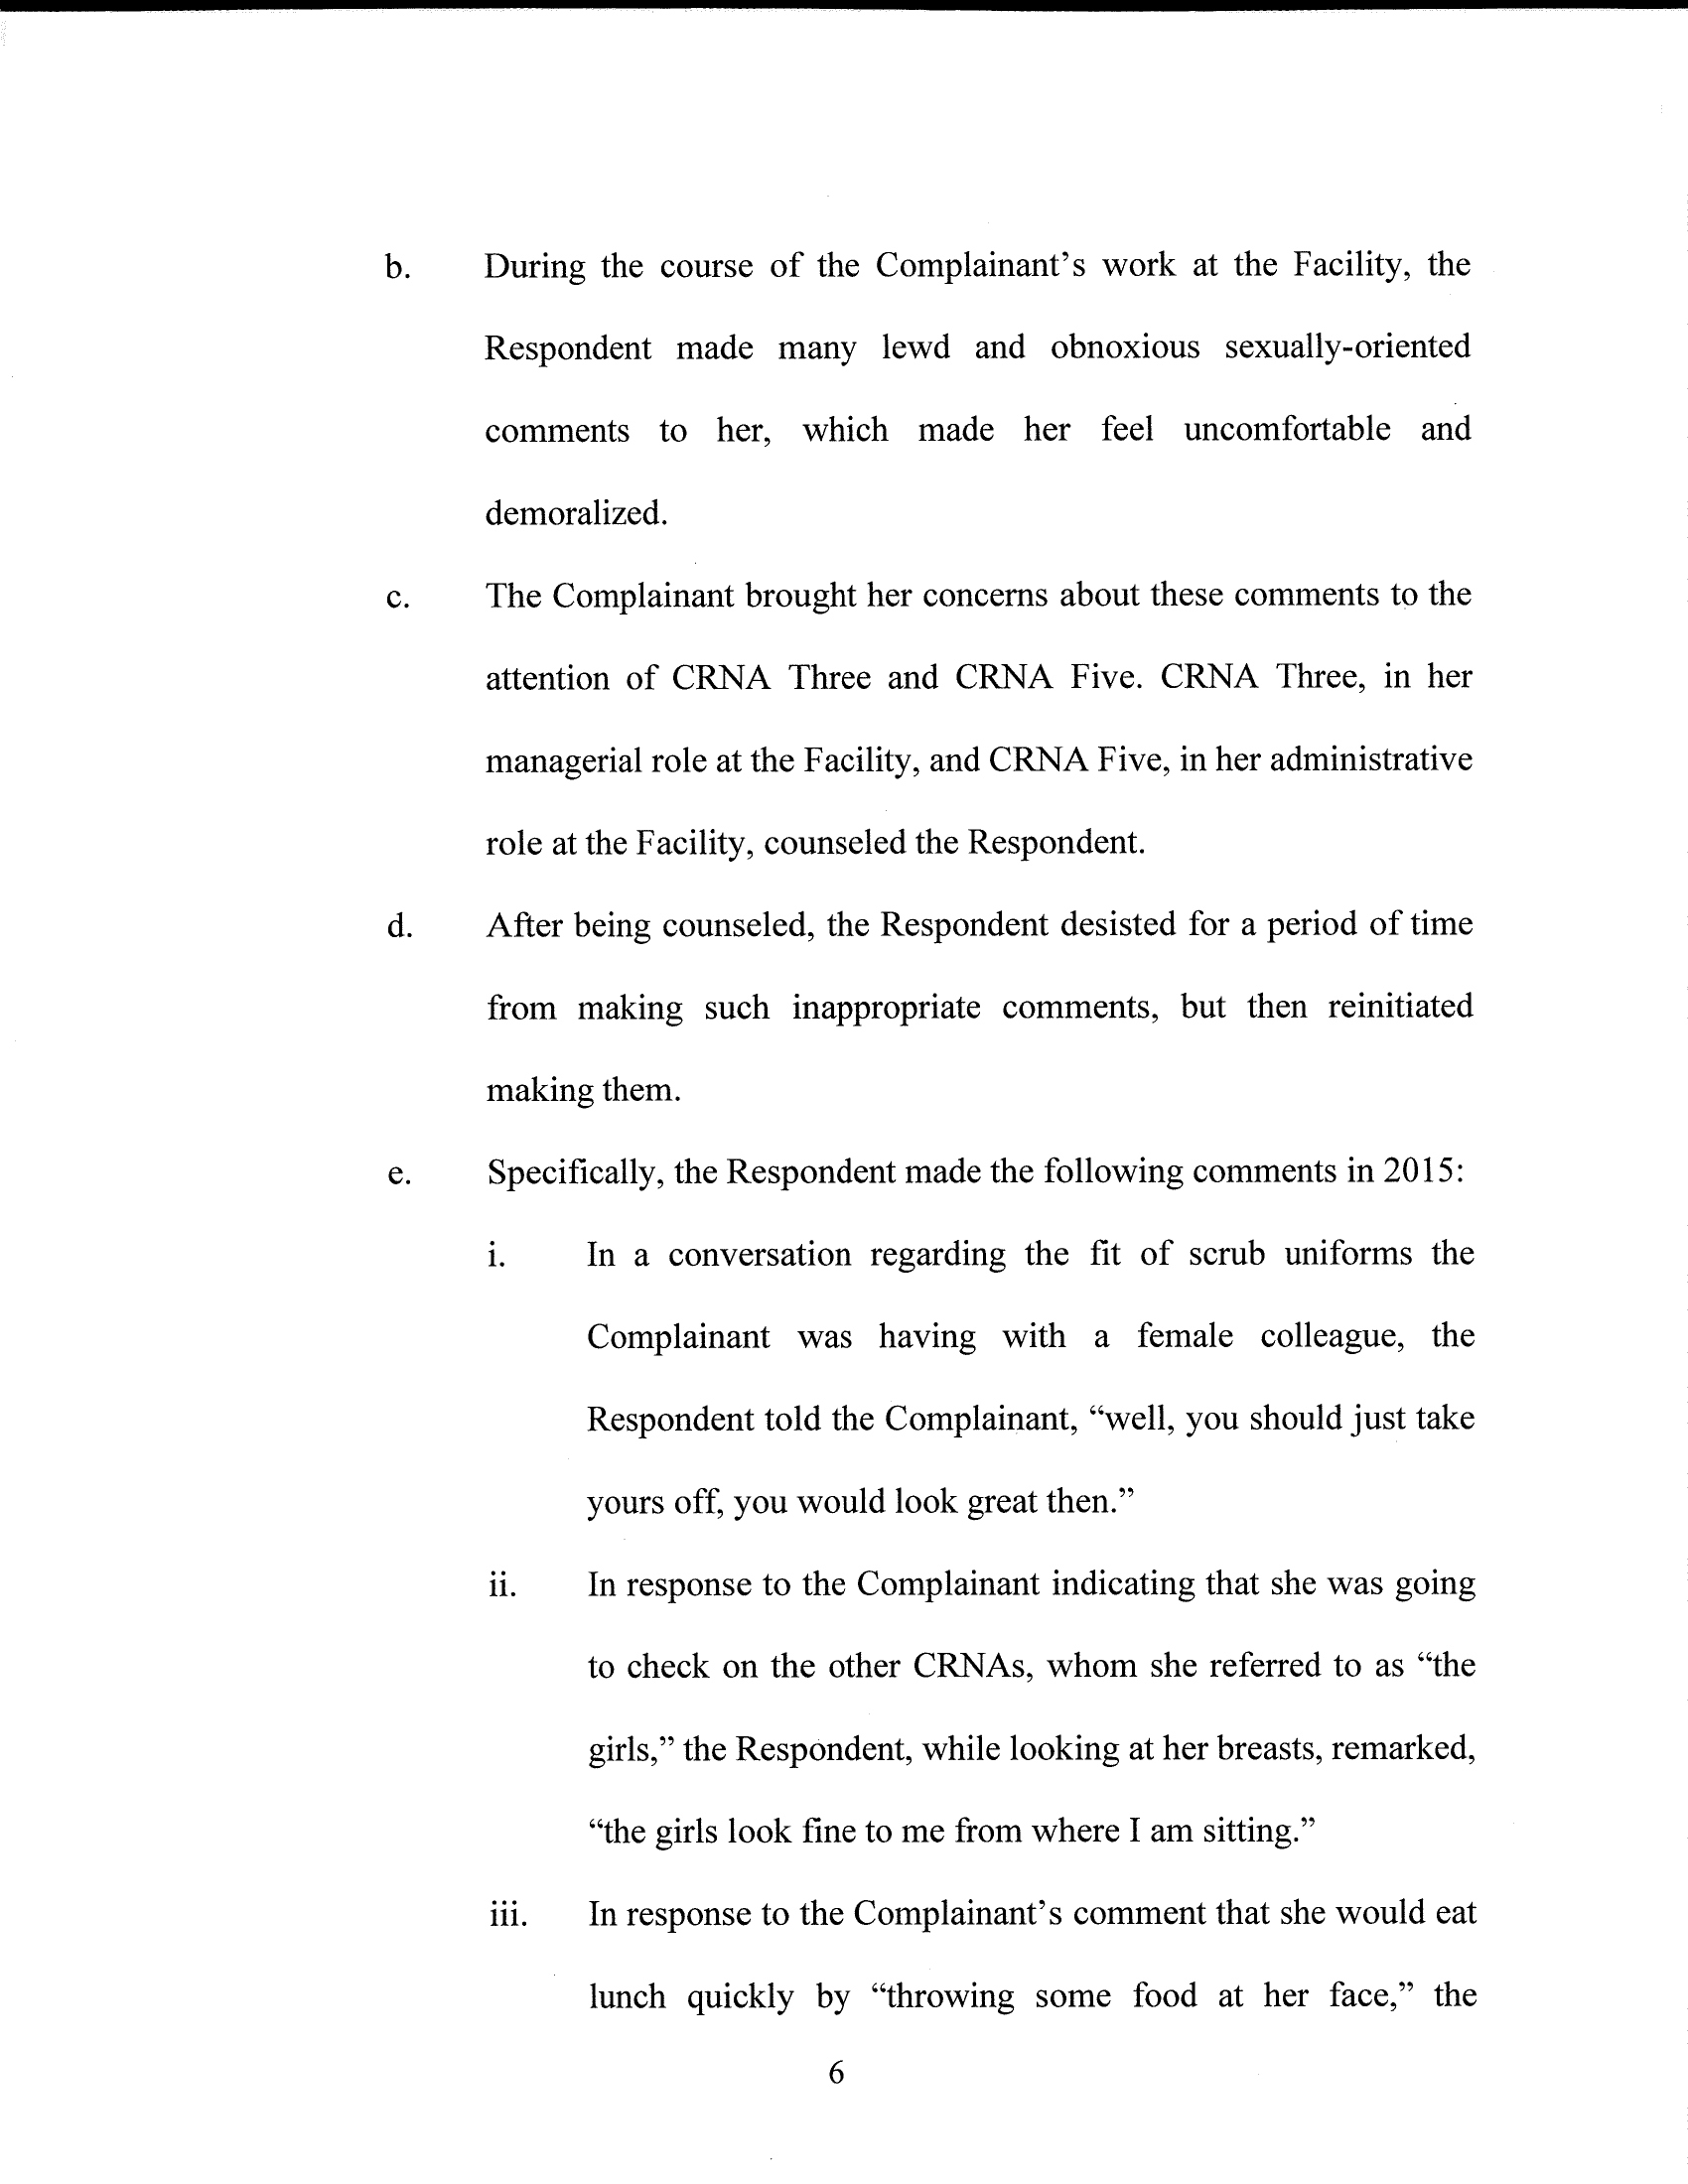 b. During the course of the Complainant's work at the Facility, the
Respondent made many lewd and obnoxious sexually-oriented
comments to her, which made her feel uncomfortable and
demoralized.
c. The Complainant brought her concerns about these comments to the
attention of CRNA Three and CRNA Five. CRNA Three, in her
managerial role at the Facility, and CRNA Five, in her administrative
role at the Facility, counseled the Respondent.
d. After being counseled, the Respondent desisted for a period of time
from making such inappropriate comments, but then reinitiated
making them.
e. Specifically, the Respondent made the following comments in 2015:
i. In a conversation regarding the fit of scrub uniforms the
Complainant was having with a female colleague, the
Respondent told the Complainant, “well, you should just take
yours off, you would look great then.”
ii. In response to the Complainant indicating that she was going
to check on the other CRNAs, whom she referred to as “the
girls,” the Respondent, while looking at her breasts, remarked,
“the girls look fine to me from where I am sitting.”
iii. In response to the Complainant's comment that she would eat
lunch quickly by “throwing some food at her face,” the
6